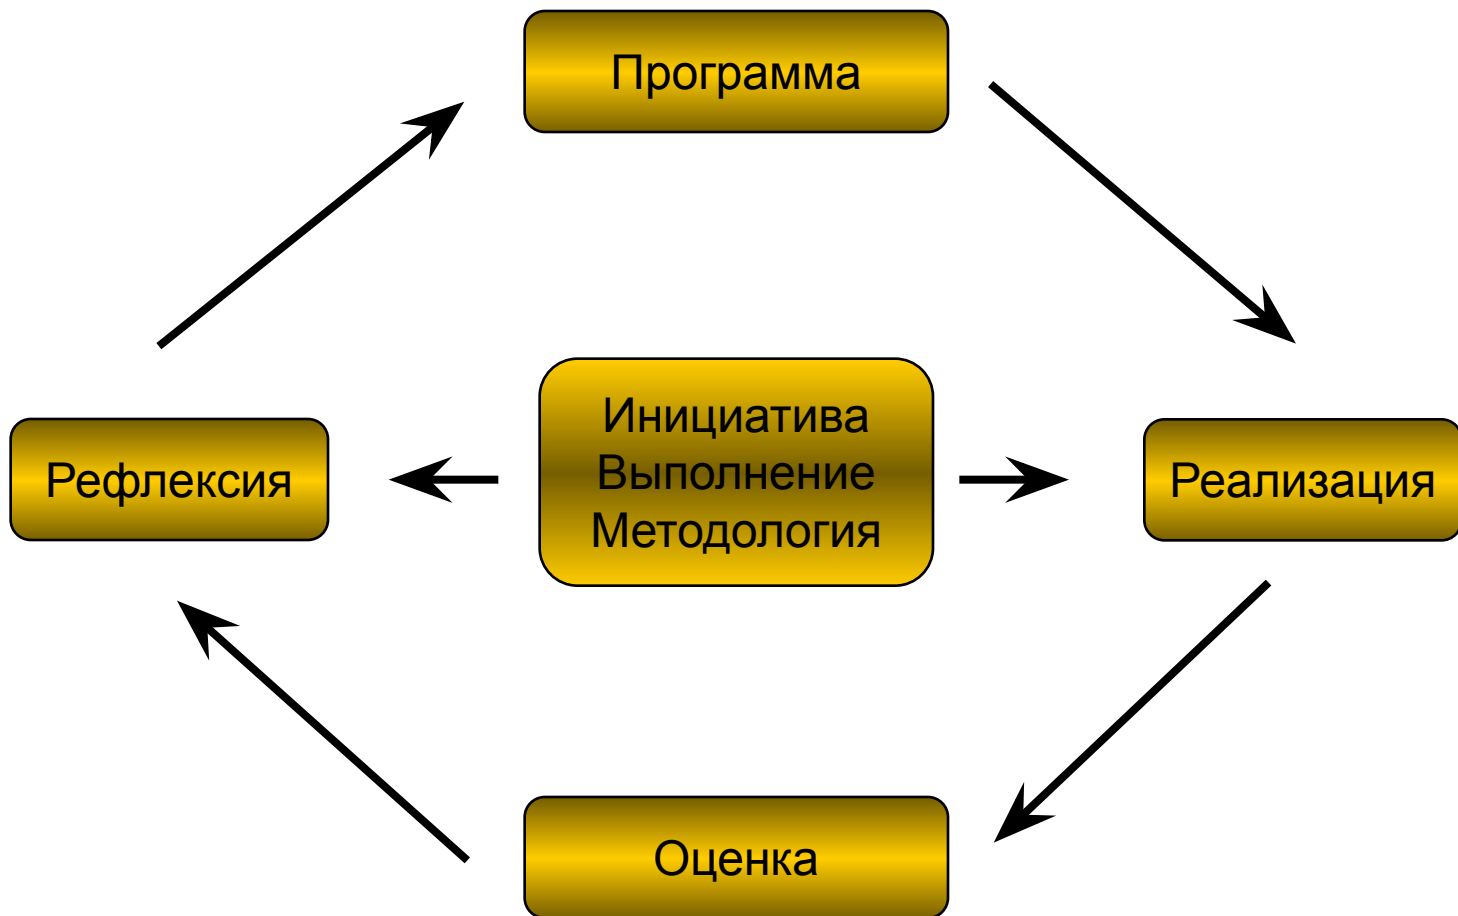 Программа
Инициатива
Выполнение
Методология
Рефлексия
Реализация
Оценка